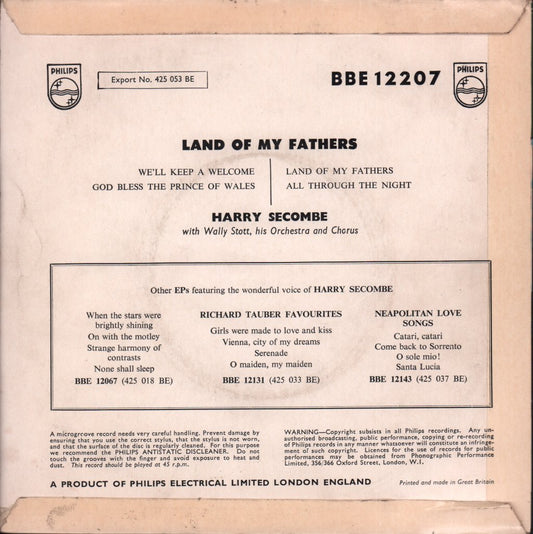 PHILIPS
Export No. 425 053 BE
BBE 12207
PHILIPS
LAND OF MY FATHERS
WE'LL KEEP A WELCOME
GOD BLESS THE PRINCE OF WALES
LAND OF MY FATHERS
ALL THROUGH THE NIGHT
HARRY SECOMBE
with Wally Stott, his Orchestra and Chorus
Other EPs featuring the wonderful voice of HARRY SECOMBE
When the stars were
brightly shining
On with the motley
Strange harmony of
contrasts
None shall sleep
BBE 12067 (425 018 BE)
RICHARD TAUBER FAVOURITES
Girls were made to love and kiss
Vienna, city of my dreams
Serenade
O maiden, my maiden
BBE 12131 (425 033 BE)
NEAPOLITAN LOVE
SONGS
Catari, catari
Come back to Sorrento
O sole mio!
Santa Lucia
BBE 12143 (425 037 BE)
A microgroove record needs very careful handling. Prevent damage by
ensuring that you use the correct stylus, that the stylus is not worn,
and that the surface of the disc is regularly cleaned. For this purpose
we recommend the PHILIPS ANTISTATIC DISCLEANER. Do not
touch the grooves with the finger and avoid exposure to heat and
dust. This record should be played at 45 r.p.m.
WARNING—Copyright subsists in all Philips recordings. Any un-
authorised broadcasting, public performance, copying or re-recording
of Philips records in any manner whatsoever will constitute an infringe-
ment of such copyright. Licences for the use of records for public
performances may be obtained from Phonographic Performance
Limited, 356/366 Oxford Street, London, W.1.
A PRODUCT OF PHILIPS ELECTRICAL LIMITED LONDON ENGLAND
Printed and made in Great Britain